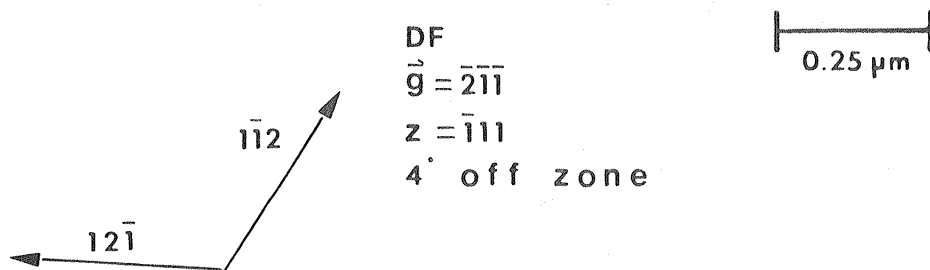 DF
g⃗ = 2̄1̄1̄
z = 1̄11
4° off zone
0.25 μm
11̄2
121̄